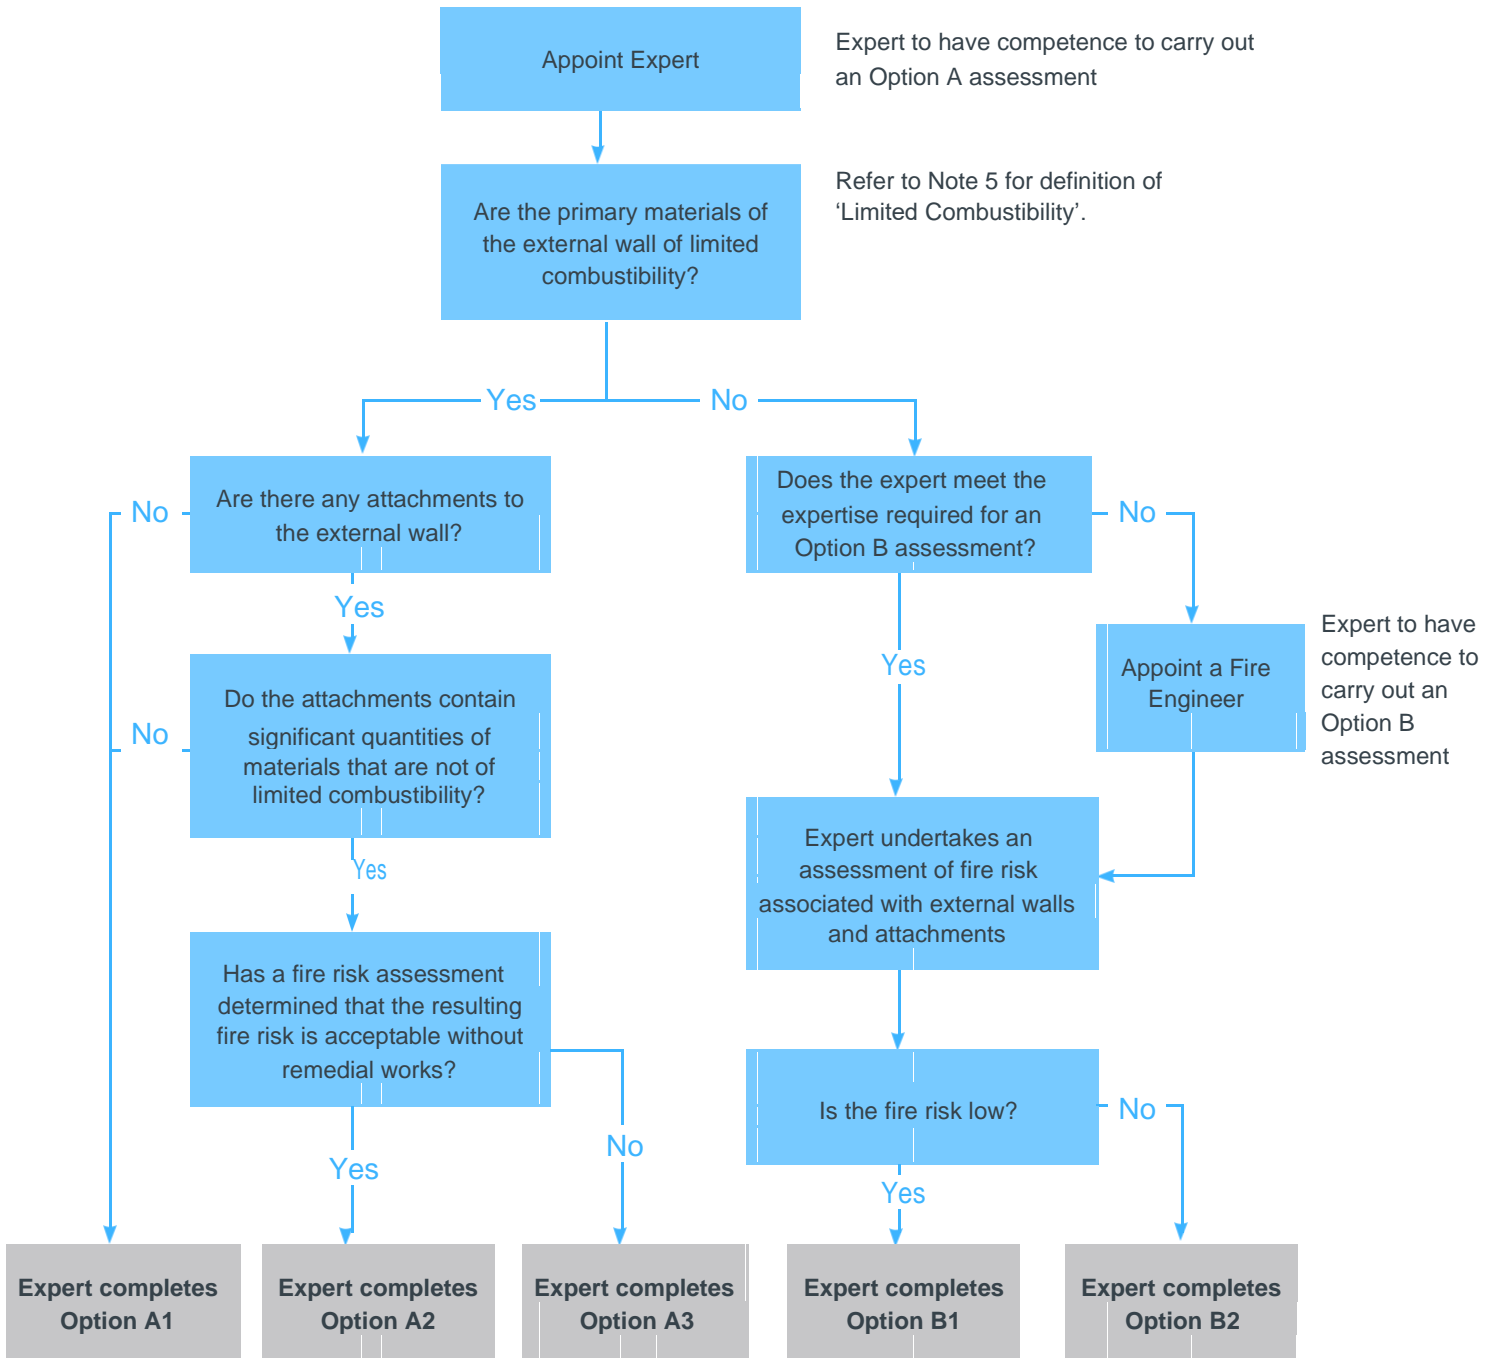 Appoint Expert
Expert to have competence to carry out
an Option A assessment
Are the primary materials of
the external wall of limited
combustibility?
Refer to Note 5 for definition of
‘Limited Combustibility’.
Yes
No
Are there any attachments to
the external wall?
No
Does the expert meet the
expertise required for an
Option B assessment?
No
Yes
Do the attachments contain
significant quantities of
materials that are not of
limited combustibility?
No
Yes
Appoint a Fire
Engineer
Expert to have
competence to
carry out an
Option B
assessment
Yes
Expert undertakes an
assessment of fire risk
associated with external walls
and attachments
Has a fire risk assessment
determined that the resulting
fire risk is acceptable without
remedial works?
Is the fire risk low?
No
Yes
No
Yes
Expert completes
Option A1
Expert completes
Option A2
Expert completes
Option A3
Expert completes
Option B1
Expert completes
Option B2